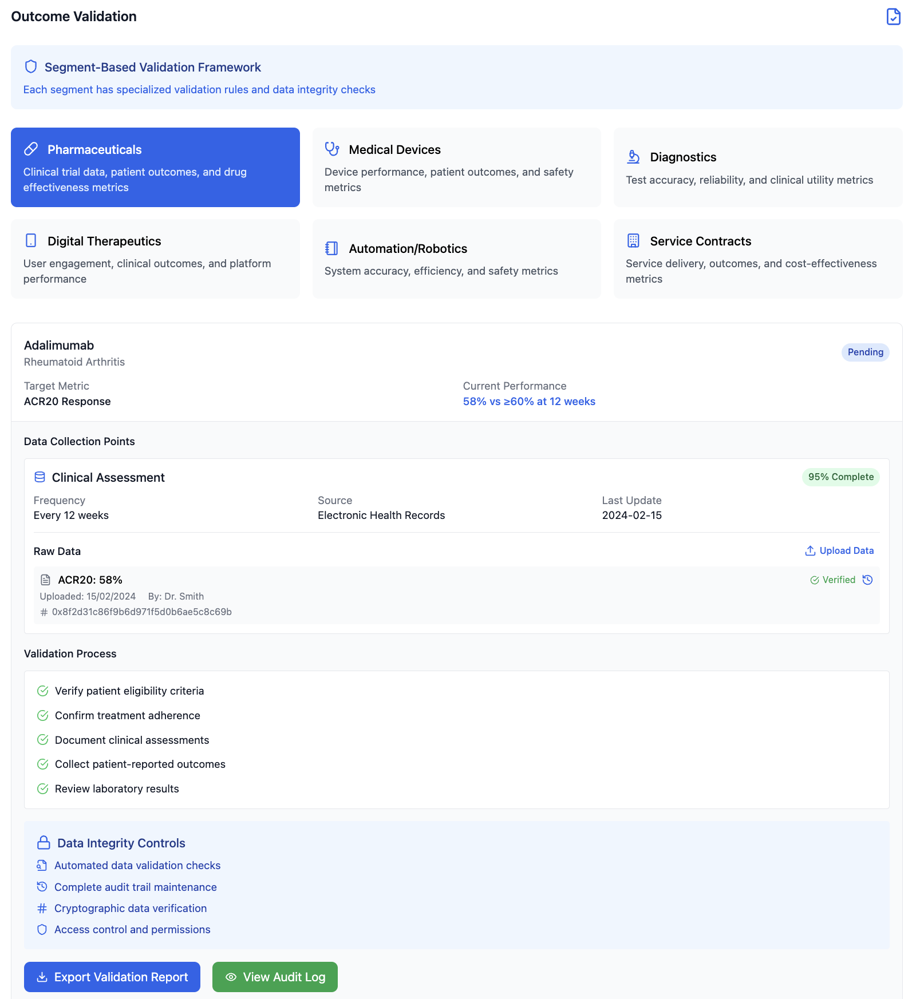 Outcome Validation
Segment-Based Validation Framework
Each segment has specialized validation rules and data integrity checks
Pharmaceuticals
Clinical trial data, patient outcomes, and drug
effectiveness metrics
Medical Devices
Device performance, patient outcomes, and safety
metrics
Diagnostics
Test accuracy, reliability, and clinical utility metrics
Digital Therapeutics
User engagement, clinical outcomes, and platform
performance
Automation/Robotics
System accuracy, efficiency, and safety metrics
Service Contracts
Service delivery, outcomes, and cost-effectiveness
metrics
Adalimumab
Rheumatoid Arthritis
Pending
Target Metric
ACR20 Response
Current Performance
58% vs ≥60% at 12 weeks
Data Collection Points
Clinical Assessment
95% Complete
Frequency
Every 12 weeks
Source
Electronic Health Records
Last Update
2024-02-15
Raw Data
Upload Data
ACR20: 58%
Verified
Uploaded: 15/02/2024 By: Dr. Smith
# 0x8f2d31c86f9b6d971f5d0b6ae5c8c69b
Validation Process
Verify patient eligibility criteria
Confirm treatment adherence
Document clinical assessments
Collect patient-reported outcomes
Review laboratory results
Data Integrity Controls
Automated data validation checks
Complete audit trail maintenance
# Cryptographic data verification
Access control and permissions
Export Validation Report
View Audit Log